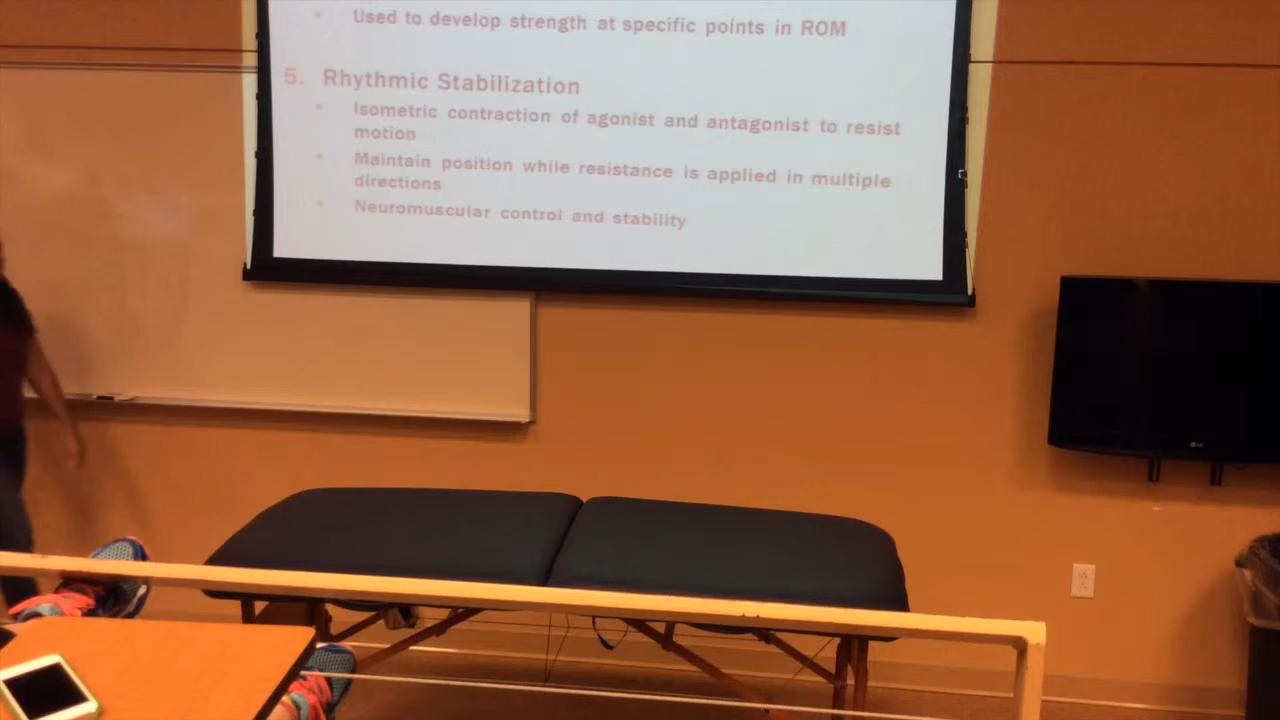 Used to develop strength at specific points in ROM
5. Rhythmic Stabilization
Isometric contraction of agonist and antagonist to resist
motion
Maintain position while resistance is applied in multiple
directions
Neuromuscular control and stability
LG